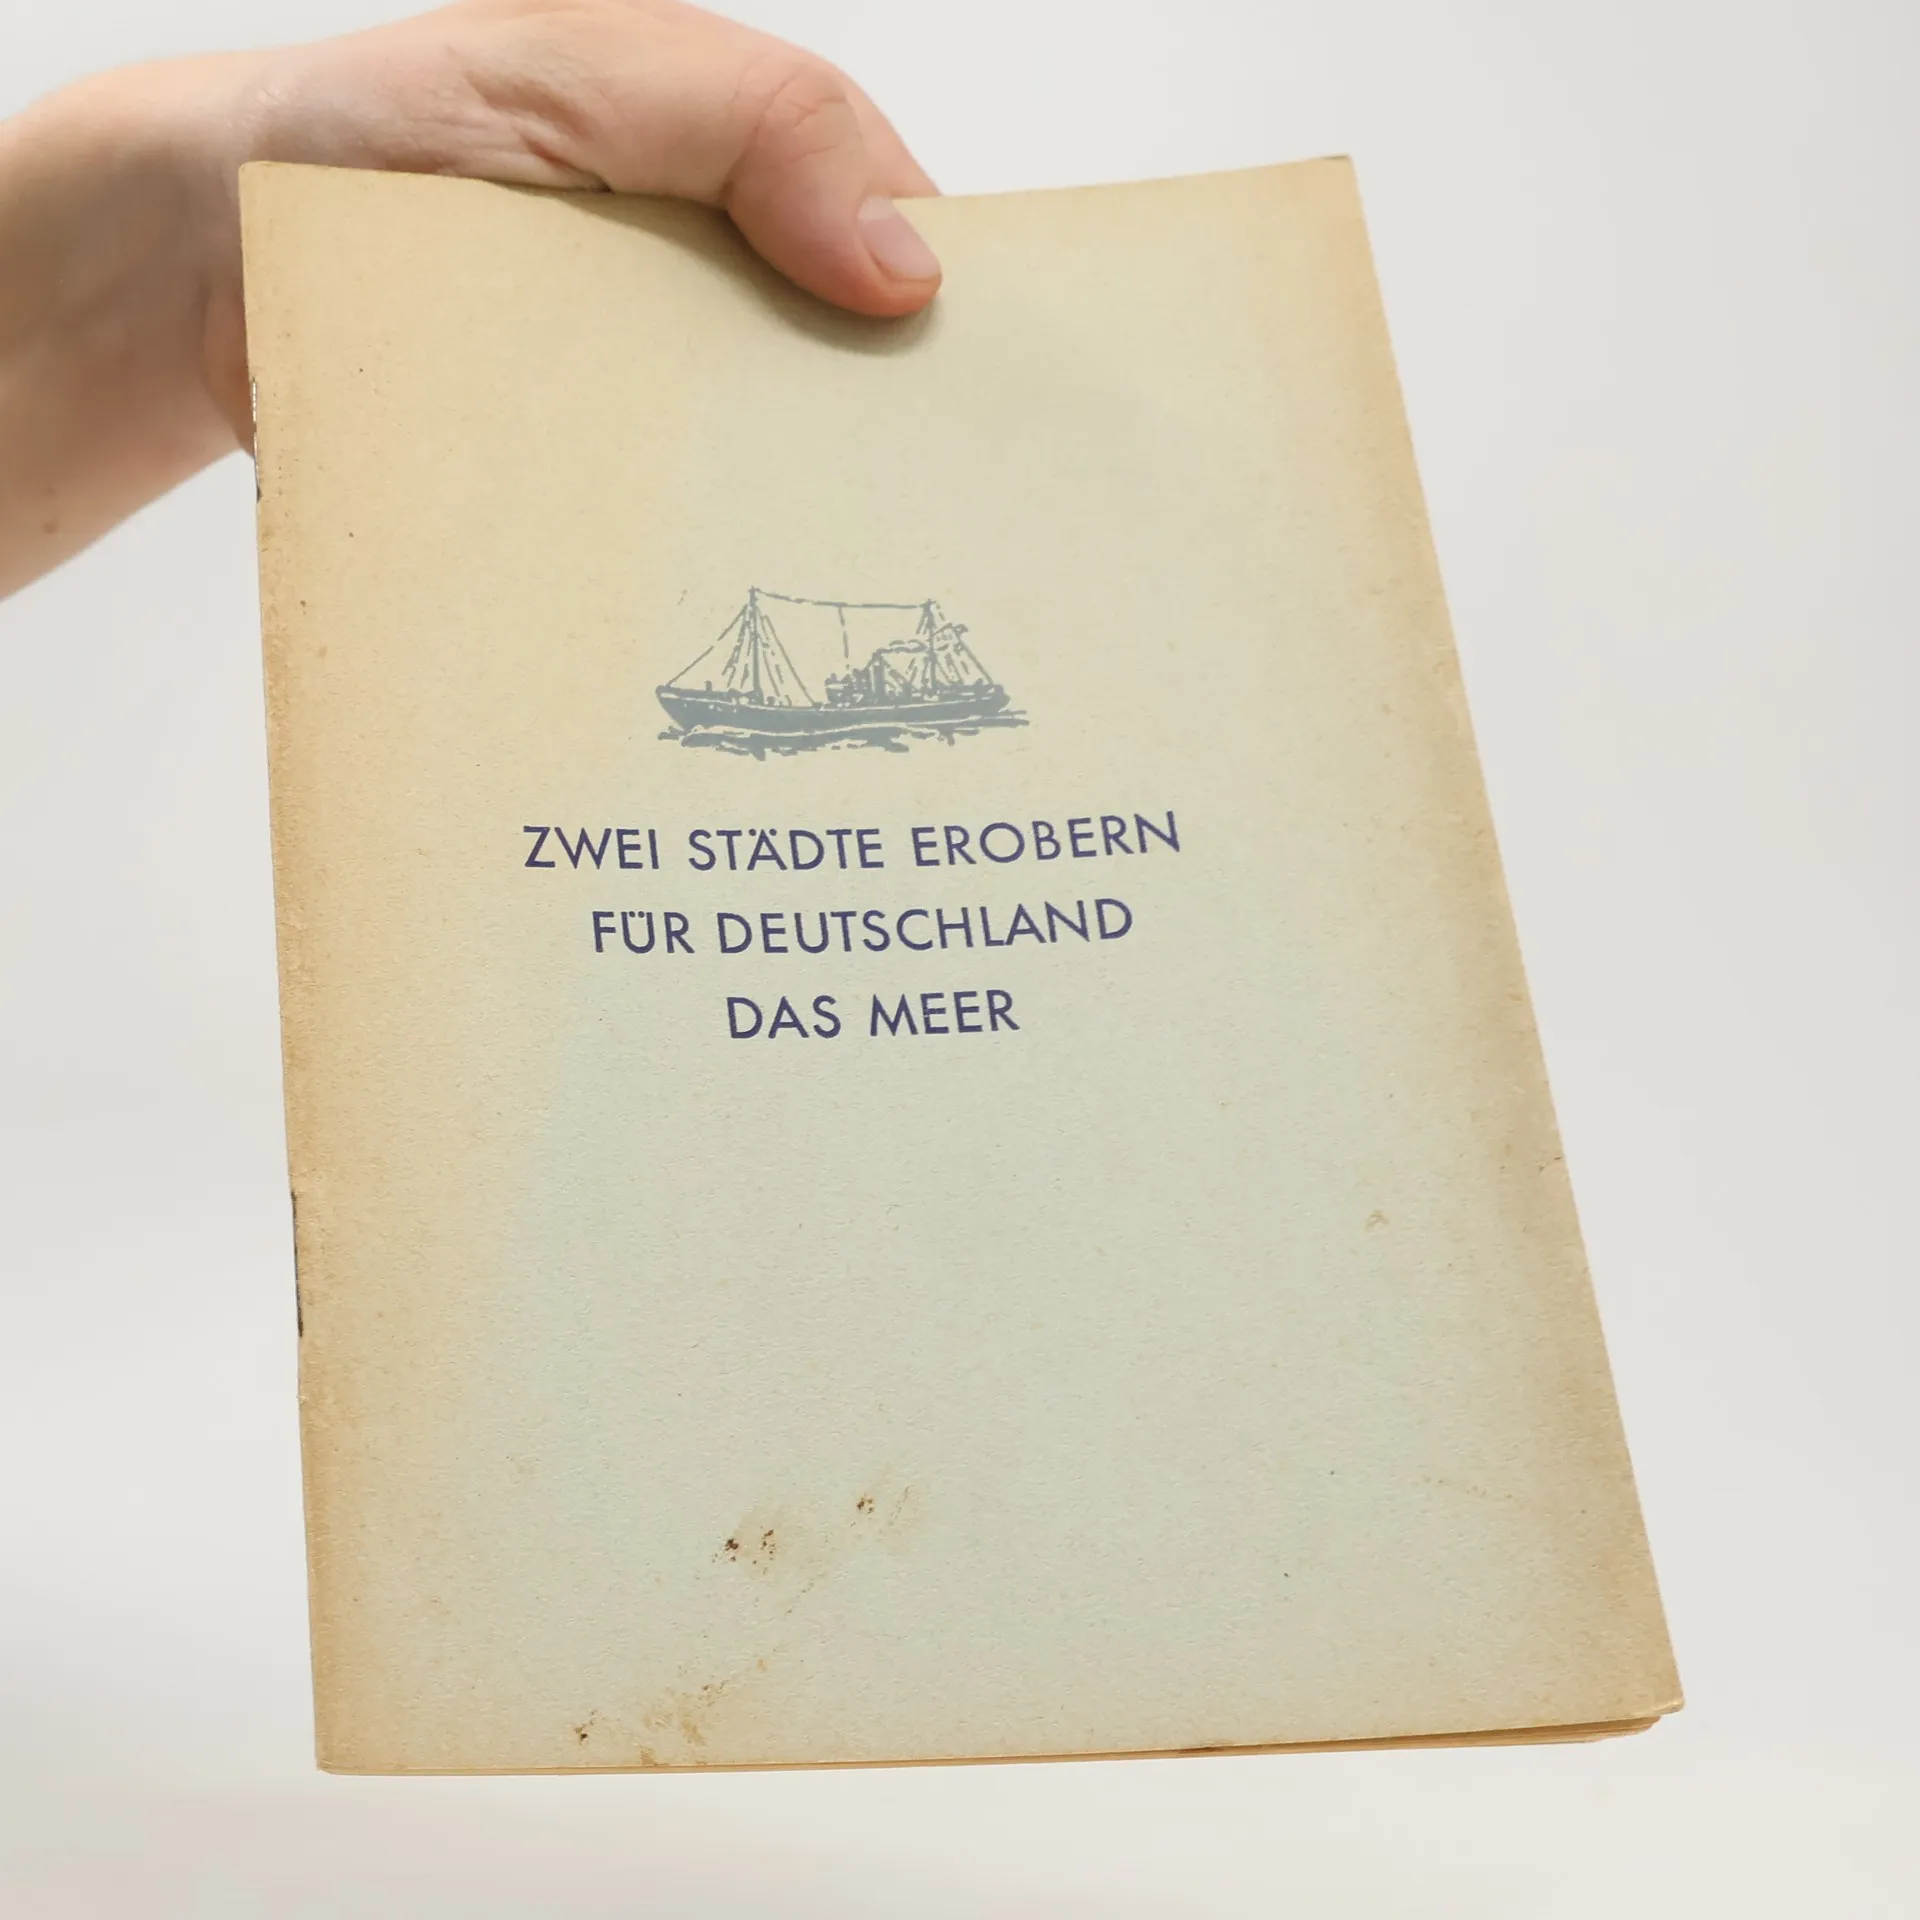 ZWEI STÄDTE EROBERN
FÜR DEUTSCHLAND
DAS MEER